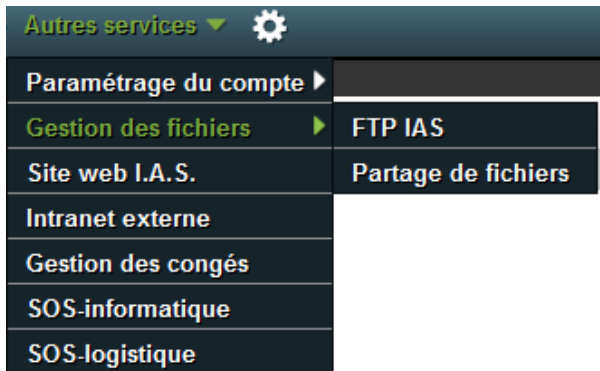 Autres services
Paramétrage du compte
Gestion des fichiers
FTP IAS
Site web I.A.S.
Partage de fichiers
Intranet externe
Gestion des congés
SOS-informatique
SOS-logistique